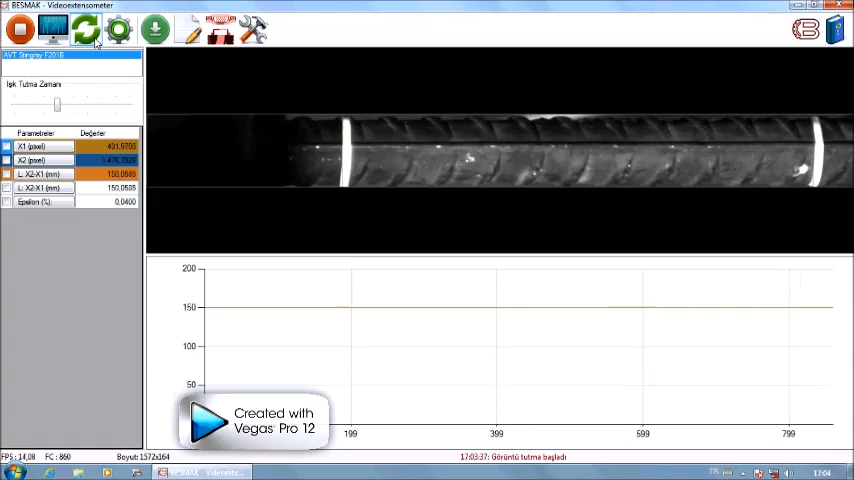 BESMAK - Videoextensometer
AVT Stingray F201B
Işık Tutma Zamanı
Parametreler Değerler
X1 (pixel) 431,5700
X2 (pixel)
L: X2-X1 (mm) 150,0585
L: X2-X1 (mm) 150,0585
Epsilon (%): 0,0400
200
150
100
50
199 399 599 799
Created with
Vegas Pro 12
FPS : 14,08 FC : 860 Boyut: 1572x164 17:03:37: Görüntü tutma başladı
BESMAK - Videoexte...
TR 17:04